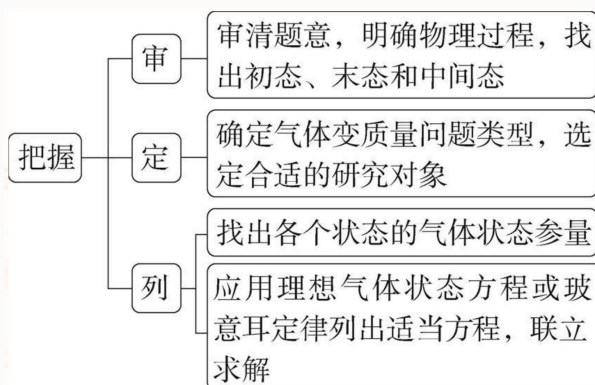 审
审清题意，明确物理过程，找
出初态、末态和中间态
把握
定
确定气体变质量问题类型，选
定合适的研究对象
列
找出各个状态的气体状态参量
应用理想气体状态方程或玻
意耳定律列出适当方程，联立
求解